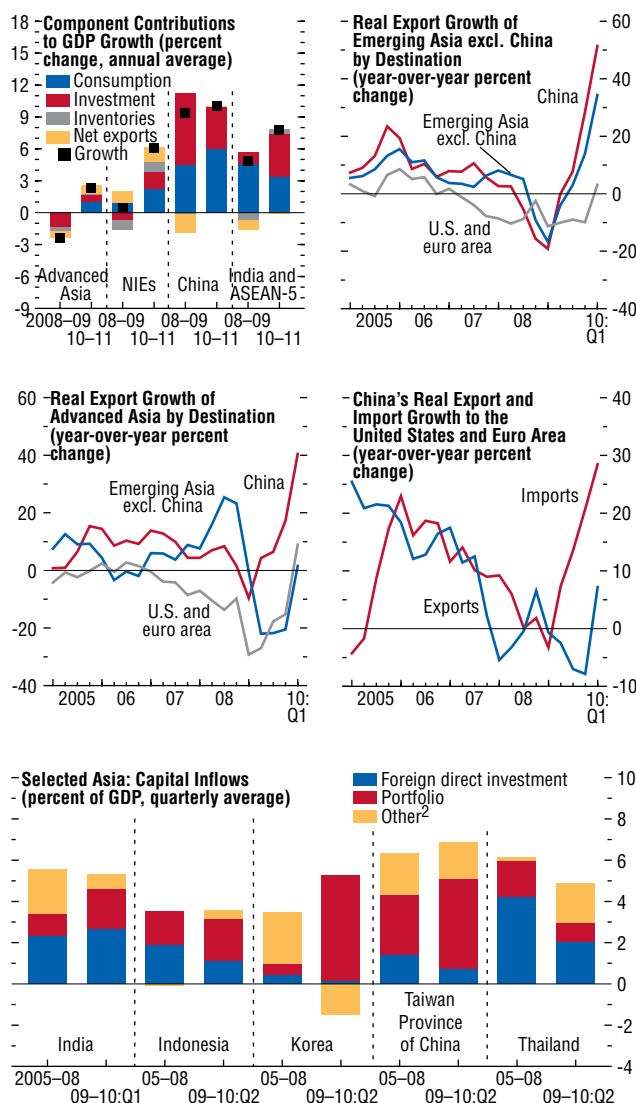 Component Contributions
to GDP Growth (percent
change, annual average)
Consumption
Investment
Inventories
Net exports
Growth
18
15
12
9
6
3
0
-3
-6
-9
Advanced
Asia
NIEs
China
India and
ASEAN-5
2008–09
08–09
08–09
08–09
10–11
10–11
10–11
10–11
Real Export Growth of
Emerging Asia excl. China
by Destination
(year-over-year percent
change)
China
Emerging Asia
excl. China
U.S. and
euro area
60
40
20
0
-20
-40
2005
06
07
08
09
10:
Q1
Real Export Growth of
Advanced Asia by Destination
(year-over-year percent
change)
China
Emerging Asia
excl. China
U.S. and
euro area
60
40
20
0
-20
-40
2005
06
07
08
09
10:
Q1
China’s Real Export and
Import Growth to the
United States and Euro Area
(year-over-year percent
change)
Imports
Exports
40
30
20
10
0
-10
2005
06
07
08
09
10:
Q1
Selected Asia: Capital Inflows
(percent of GDP, quarterly average)
Foreign direct investment
Portfolio
Other2
10
8
6
4
2
0
-2
-4
India
Indonesia
Korea
Taiwan
Province
of China
Thailand
2005–08
05–08
05–08
05–08
05–08
09–10:Q1
09–10:Q2
09–10:Q2
09–10:Q2
09–10:Q2